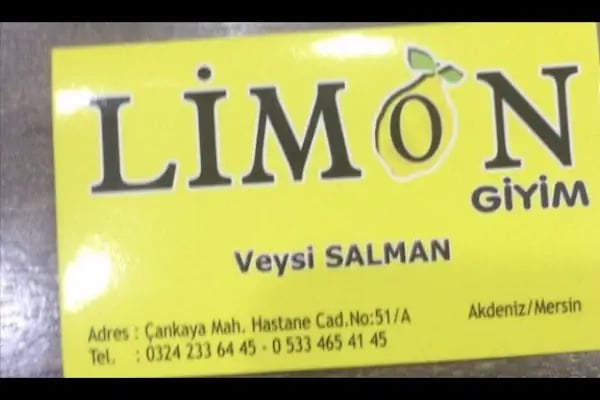 LİMON
GİYİM
Veysi SALMAN
Adres : Çankaya Mah. Hastane Cad.No:51/A Akdeniz/Mersin
Tel. : 0324 233 64 45 - 0 533 465 41 45